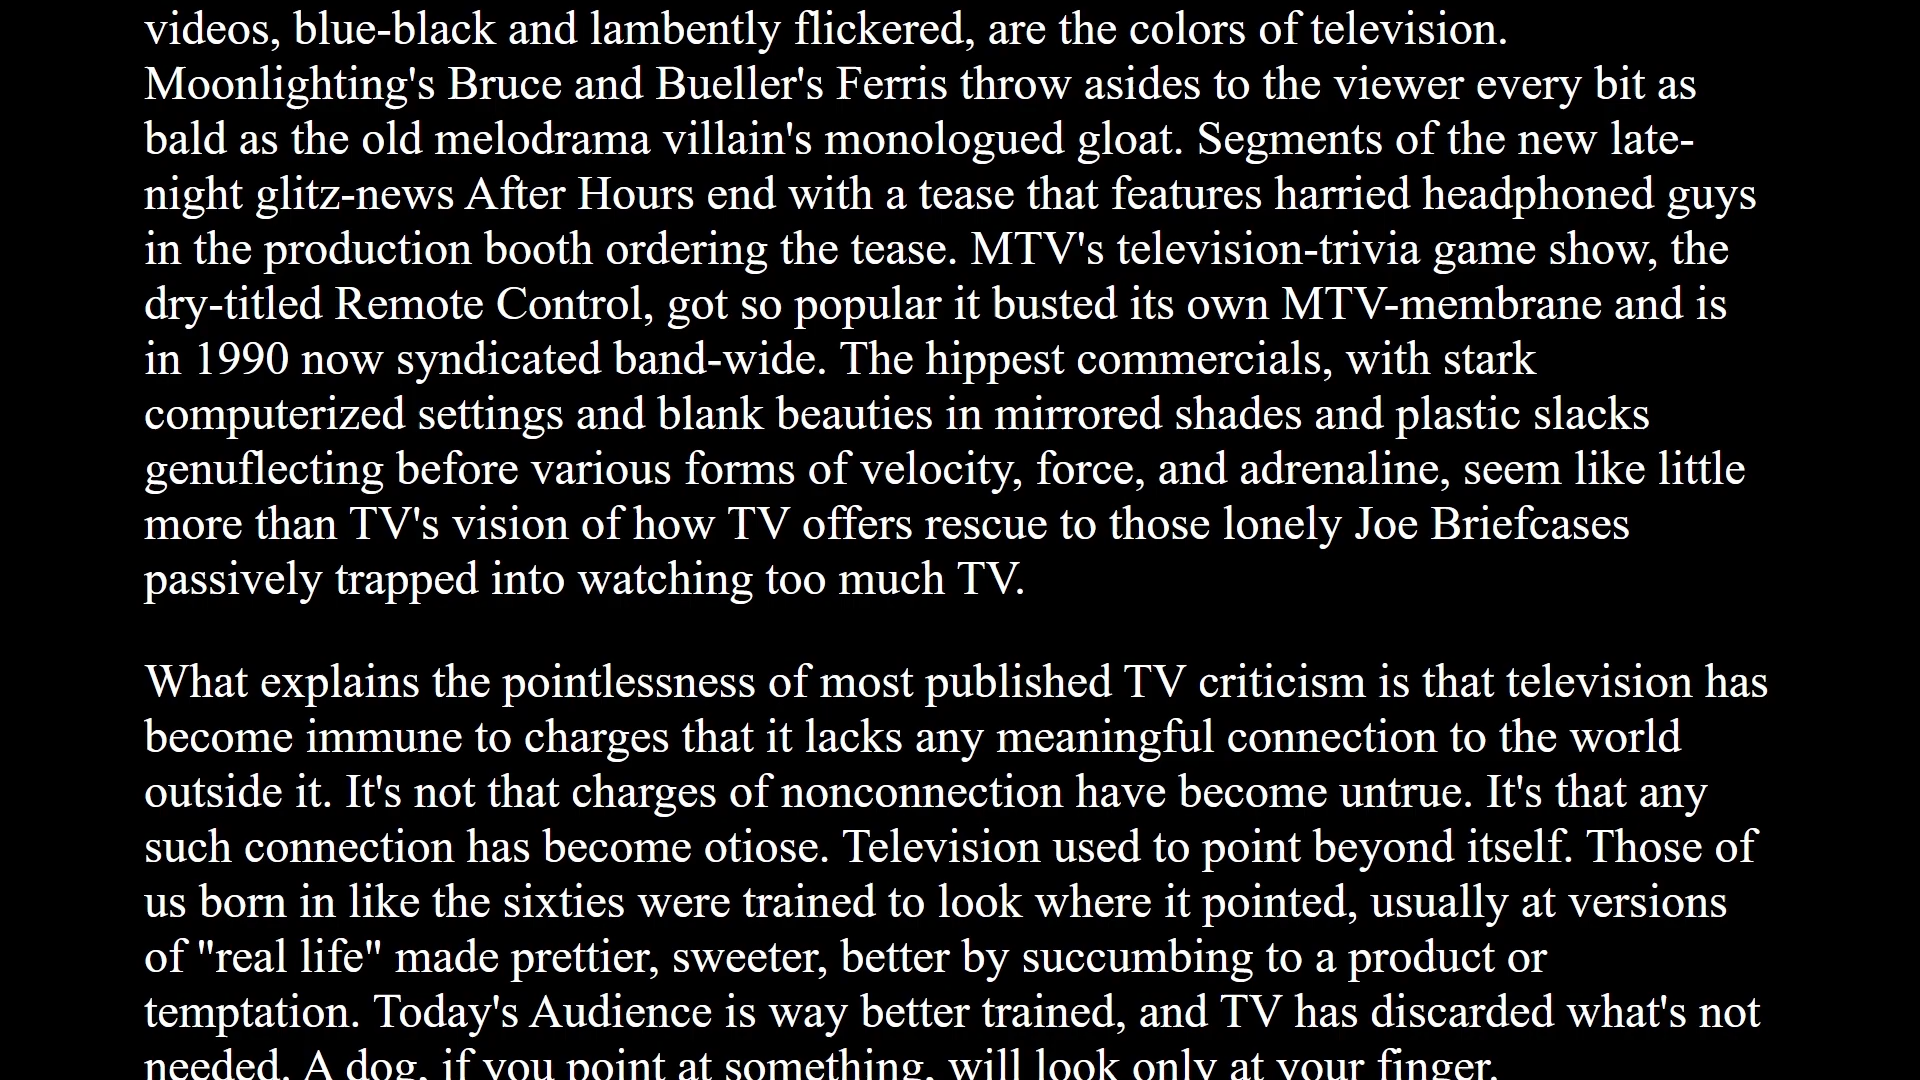 videos, blue-black and lambently flickered, are the colors of television.
Moonlighting's Bruce and Bueller's Ferris throw asides to the viewer every bit as
bald as the old melodrama villain's monologued gloat. Segments of the new late-
night glitz-news After Hours end with a tease that features harried headphoned guys
in the production booth ordering the tease. MTV's television-trivia game show, the
dry-titled Remote Control, got so popular it busted its own MTV-membrane and is
in 1990 now syndicated band-wide. The hippest commercials, with stark
computerized settings and blank beauties in mirrored shades and plastic slacks
genuflecting before various forms of velocity, force, and adrenaline, seem like little
more than TV's vision of how TV offers rescue to those lonely Joe Briefcases
passively trapped into watching too much TV.
What explains the pointlessness of most published TV criticism is that television has
become immune to charges that it lacks any meaningful connection to the world
outside it. It's not that charges of nonconnection have become untrue. It's that any
such connection has become otiose. Television used to point beyond itself. Those of
us born in like the sixties were trained to look where it pointed, usually at versions
of "real life" made prettier, sweeter, better by succumbing to a product or
temptation. Today's Audience is way better trained, and TV has discarded what's not
needed. A dog, if you point at something, will look only at your finger.